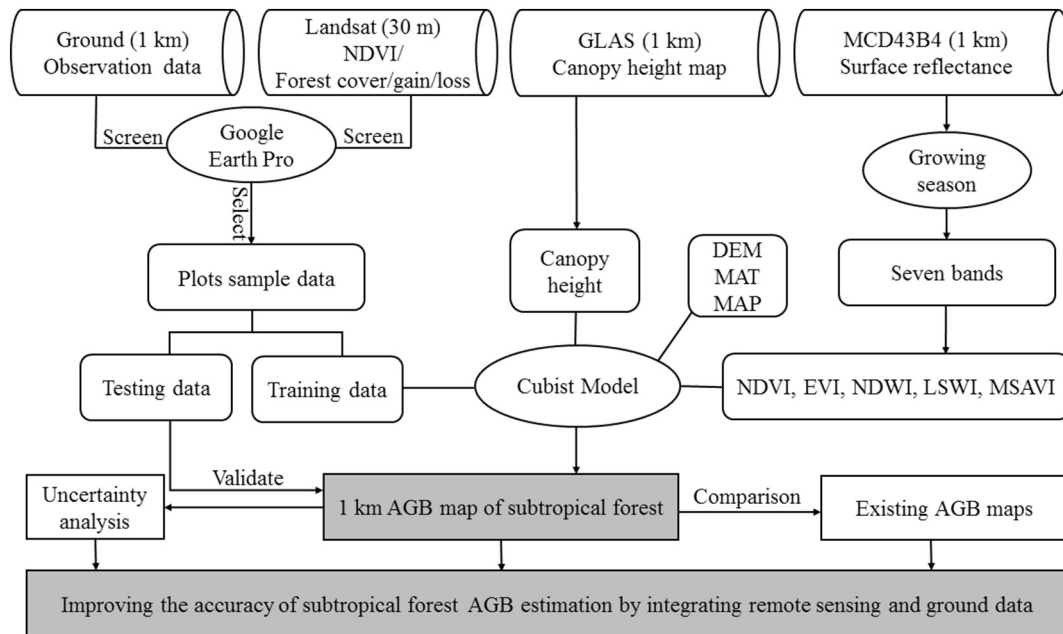 Ground (1 km)
Observation data
Landsat (30 m)
NDVI/
Forest cover/gain/loss
GLAS (1 km)
Canopy height map
MCD43B4 (1 km)
Surface reflectance
Screen
Google
Earth Pro
Screen
Growing
season
Select
Plots sample data
Canopy
height
DEM
MAT
MAP
Seven bands
Testing data
Training data
Cubist Model
NDVI, EVI, NDWI, LSWI, MSAVI
Validate
Uncertainty
analysis
1 km AGB map of subtropical forest
Comparison
Existing AGB maps
Improving the accuracy of subtropical forest AGB estimation by integrating remote sensing and ground data